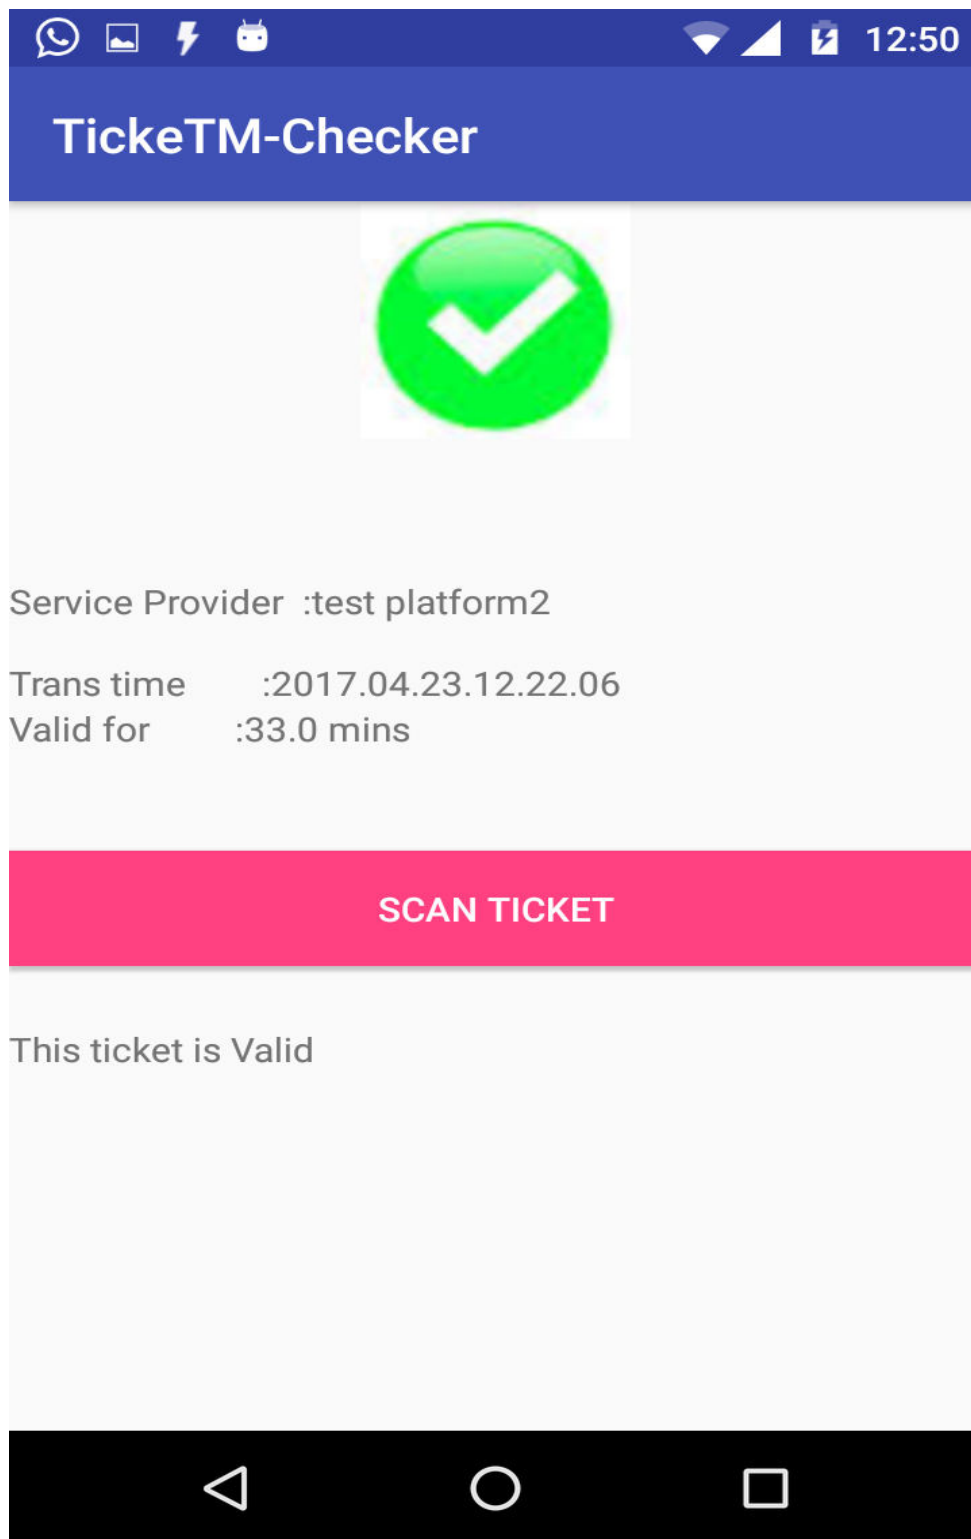 12:50
TickeTM-Checker
Service Provider :test platform2
Trans time :2017.04.23.12.22.06
Valid for :33.0 mins
SCAN TICKET
This ticket is Valid